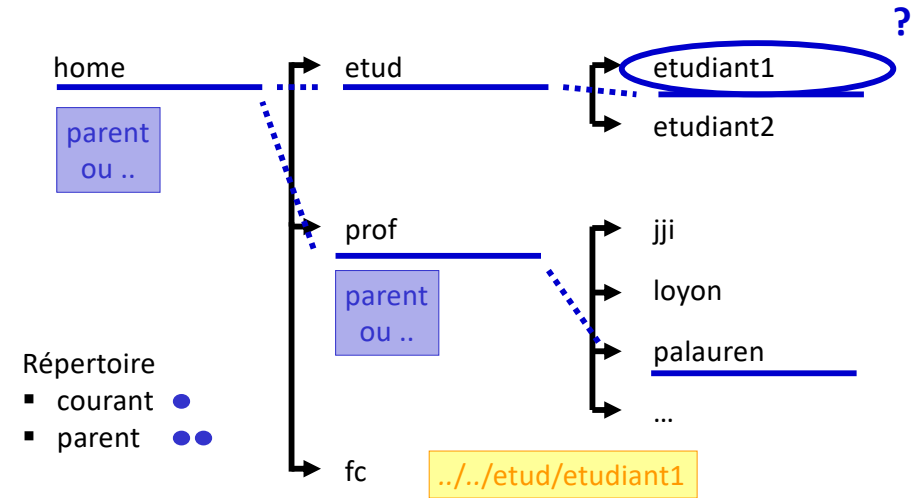 ?
home
etud
etudiant1
parent
ou ..
etudiant2
prof
jji
parent
ou ..
loyon
palauren
...
Répertoire
▪ courant
▪ parent
fc
../../etud/etudiant1